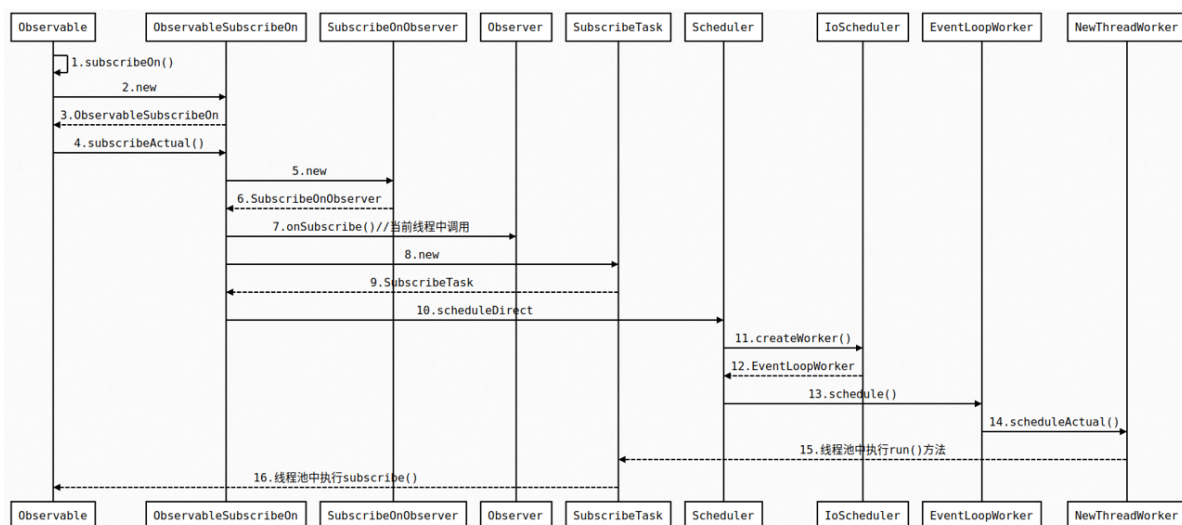 Observable
ObservableSubscribeOn
SubscribeOnObserver
Observer
SubscribeTask
Scheduler
IoScheduler
EventLoopWorker
NewThreadWorker
1.subscribeOn()
2.new
3.ObservableSubscribeOn
4.subscribeActual()
5.new
6.SubscribeOnObserver
7.onSubscribe()//当前线程中调用
8.new
9.SubscribeTask
10.scheduleDirect
11.createWorker()
12.EventLoopWorker
13.schedule()
14.scheduleActual()
15.线程池中执行run()方法
16.线程池中执行subscribe()
Observable
ObservableSubscribeOn
SubscribeOnObserver
Observer
SubscribeTask
Scheduler
IoScheduler
EventLoopWorker
NewThreadWorker